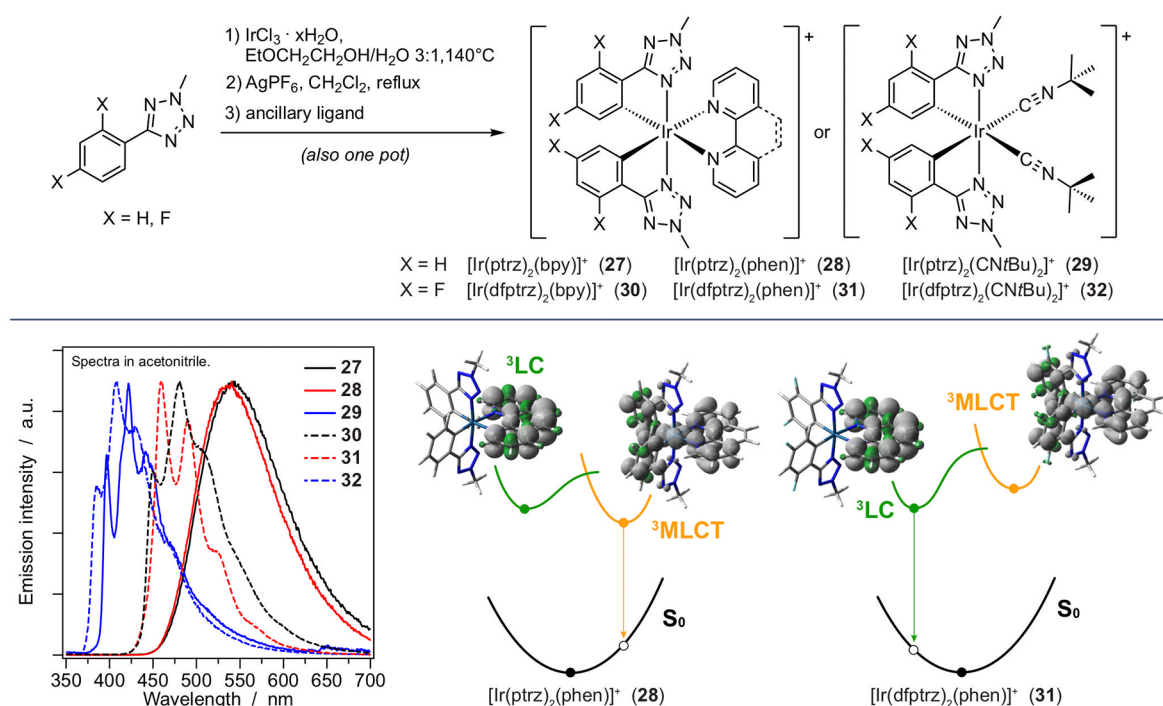 1) IrCl3 · xH2O,
EtOCH2CH2OH/H2O 3:1,140°C
2) AgPF6, CH2Cl2, reflux
3) ancillary ligand
(also one pot)
X
X
N
N
N
N
X = H, F
X
X
N
N
N
N
Ir
N
N
X
X
N
N
N
N
+
or
X
X
N
N
N
N
Ir
C
N
C
N
X
X
N
N
N
N
+
X = H [Ir(ptrz)2(bpy)]+ (27) [Ir(ptrz)2(phen)]+ (28) [Ir(ptrz)2(CNtBu)2]+ (29)
X = F [Ir(dfptrz)2(bpy)]+ (30) [Ir(dfptrz)2(phen)]+ (31) [Ir(dfptrz)2(CNtBu)2]+ (32)
Spectra in acetonitrile.
27
28
29
30
31
32
Emission intensity / a.u.
350 400 450 500 550 600 650 700
Wavelength / nm
3LC
3MLCT
S0
[Ir(ptrz)2(phen)]+ (28)
3MLCT
3LC
S0
[Ir(dfptrz)2(phen)]+ (31)